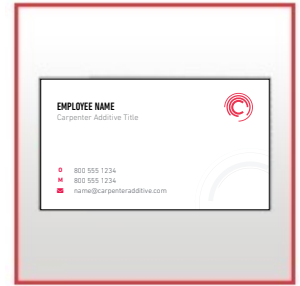 EMPLOYEE NAME
Carpenter Additive Title
O 800 555 1234
M 800 555 1234
name@carpenteradditive.com